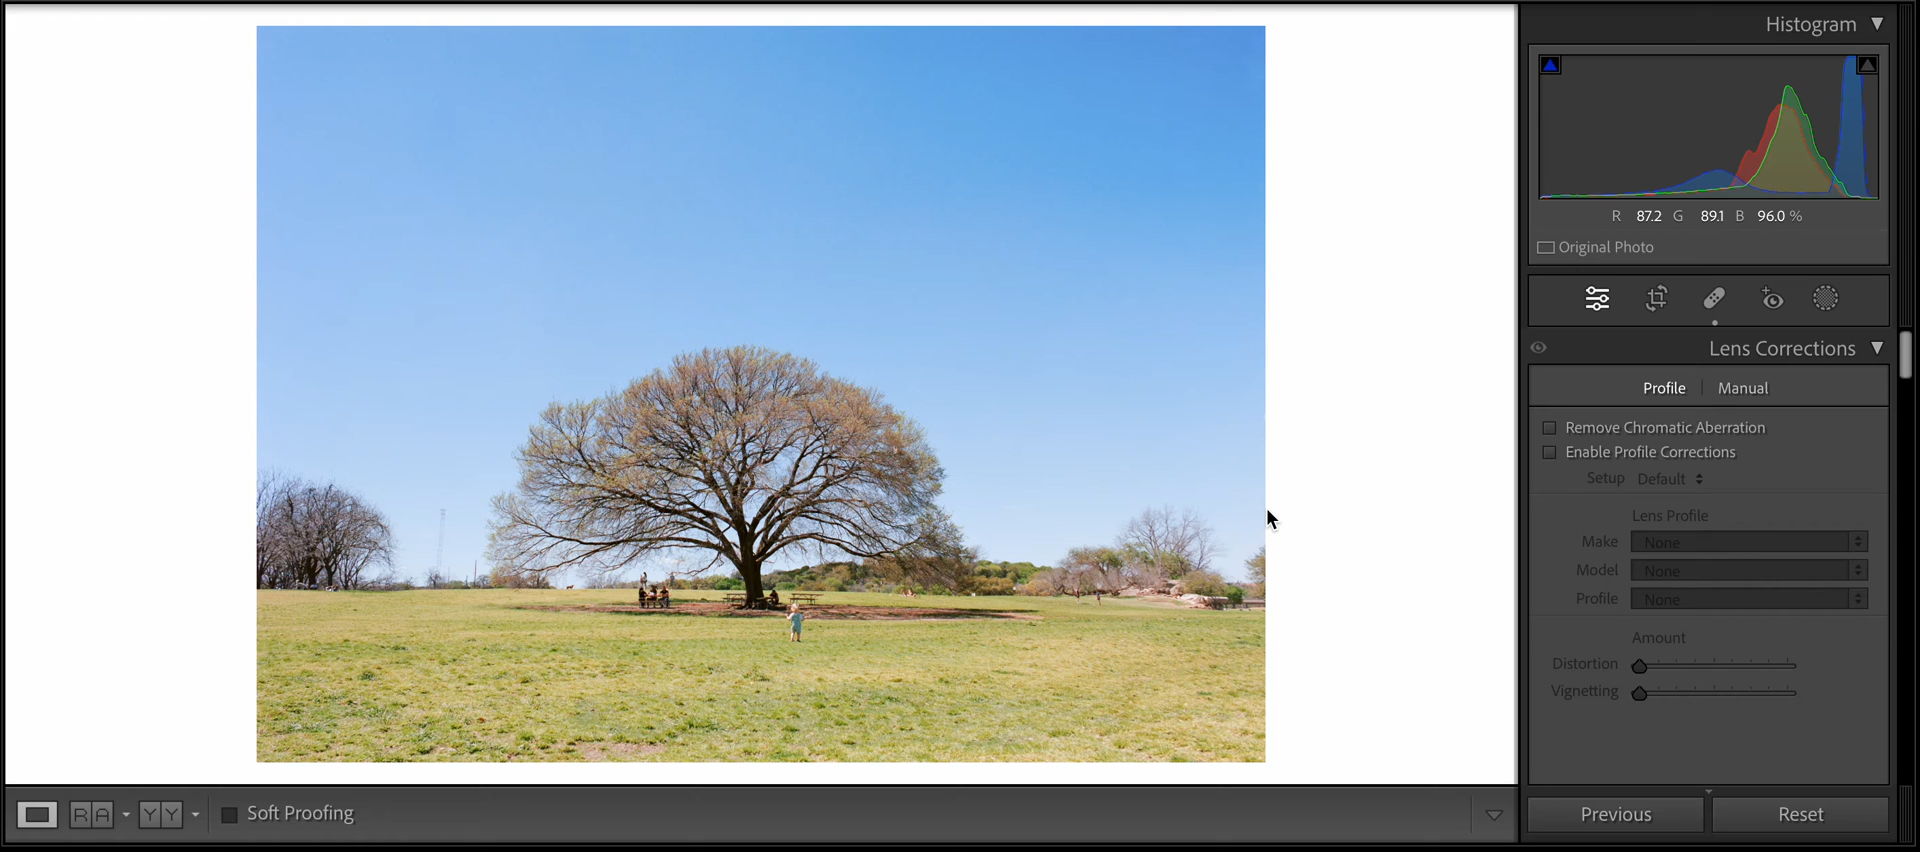 Histogram
R 87.2 G 89.1 B 96.0 %
Original Photo
Lens Corrections
Profile | Manual
Remove Chromatic Aberration
Enable Profile Corrections
Setup Default
Lens Profile
Make None
Model None
Profile None
Amount
Distortion
Vignetting
R A Y Y Soft Proofing
Previous Reset